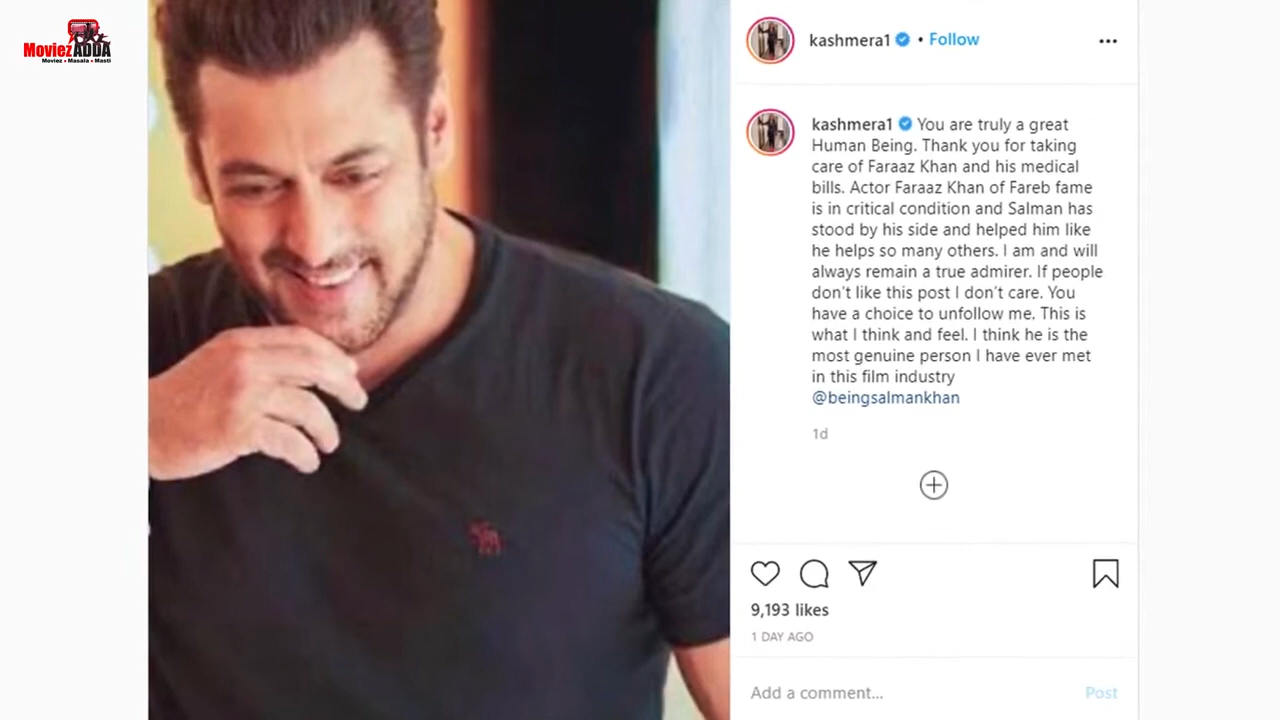 MoviezADDA
Moviez • Masala • Masti
kashmera1 • Follow
kashmera1 You are truly a great
Human Being. Thank you for taking
care of Faraaz Khan and his medical
bills. Actor Faraaz Khan of Fareb fame
is in critical condition and Salman has
stood by his side and helped him like
he helps so many others. I am and will
always remain a true admirer. If people
don't like this post I don't care. You
have a choice to unfollow me. This is
what I think and feel. I think he is the
most genuine person I have ever met
in this film industry
@beingsalmankhan
1d
9,193 likes
1 DAY AGO
Add a comment...
Post